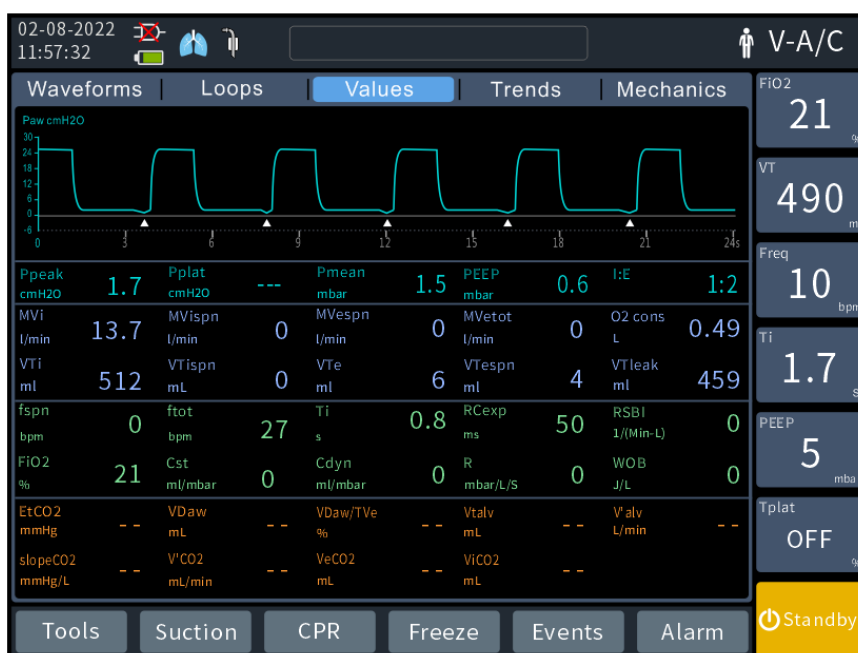 02-08-2022
11:57:32
V-A/C
Waveforms Loops Values Trends Mechanics
Paw cmH2O
30
24
18
12
6
0
-6
0 3 6 9 12 15 18 21 24s
Ppeak cmH2O 1.7 Pplat cmH2O --- Pmean mbar 1.5 PEEP mbar 0.6 I:E 1:2
MVi l/min 13.7 MVispn l/min 0 MVespn l/min 0 MVetot l/min 0 O2 cons L 0.49
VTi ml 512 VTispn mL 0 VTe ml 6 VTespn ml 4 VTleak ml 459
fspn bpm 0 ftot bpm 27 Ti s 0.8 RCexp ms 50 RSBI 1/(Min-L) 0
FiO2 % 21 Cst ml/mbar 0 Cdyn ml/mbar 0 R mbar/L/S 0 WOB J/L 0
EtCO2 mmHg -- VDaw mL -- VDaw/TVe % -- Vtalv mL -- V'alv L/min --
slopeCO2 mmHg/L -- V'CO2 mL/min -- VeCO2 mL -- ViCO2 mL --
FiO2
21
%
VT
490
Freq
10
bpm
Ti
1.7
s
PEEP
5
Tplat
OFF
%
Standby
Tools Suction CPR Freeze Events Alarm